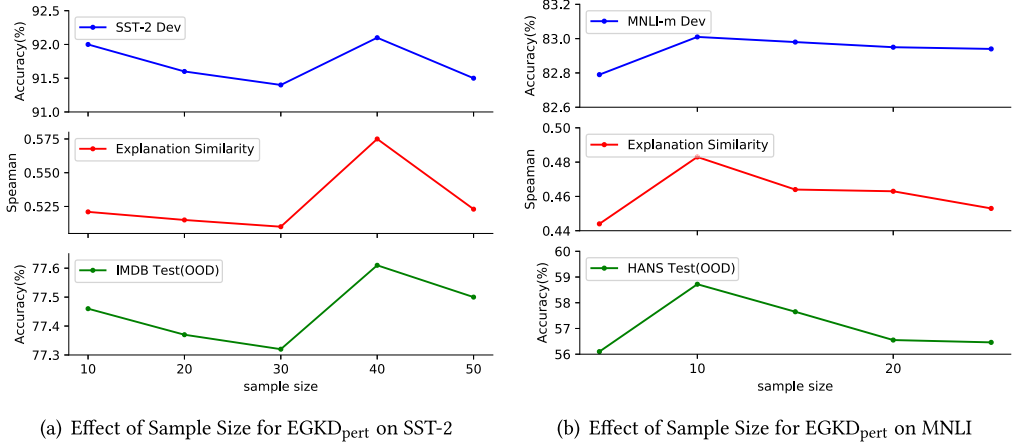 92.5
92.0
91.5
91.0
Accuracy(%)
SST-2 Dev
0.575
0.550
0.525
Speaman
Explanation Similarity
77.6
77.5
77.4
77.3
Accuracy(%)
IMDB Test(OOD)
10 20 30 40 50
sample size
(a) Effect of Sample Size for EGKDpert on SST-2
83.2
83.0
82.8
82.6
Accuracy(%)
MNLI-m Dev
0.50
0.48
0.46
0.44
Speaman
Explanation Similarity
60
59
58
57
56
Accuracy(%)
HANS Test(OOD)
10 20
sample size
(b) Effect of Sample Size for EGKDpert on MNLI